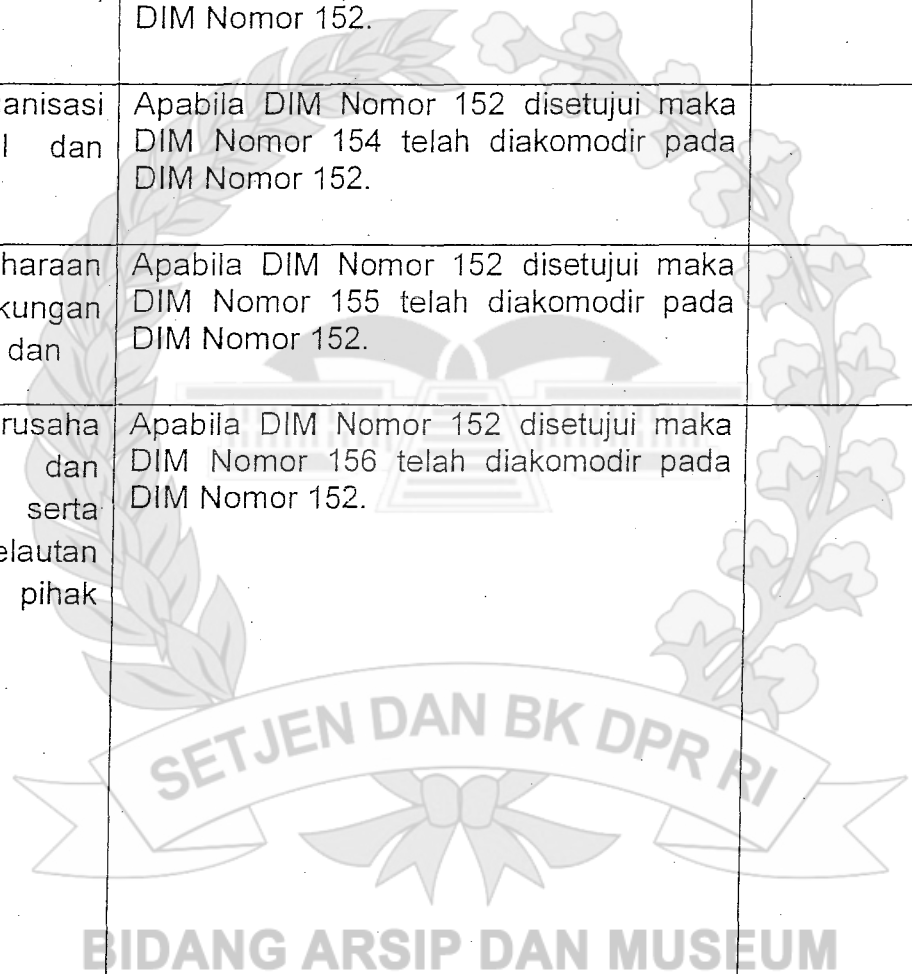 DIM Nomor 152.
anisasi
l dan
Apabila DIM Nomor 152 disetujui maka
DIM Nomor 154 telah diakomodir pada
DIM Nomor 152.
haraan
kungan
dan
Apabila DIM Nomor 152 disetujui maka
DIM Nomor 155 telah diakomodir pada
DIM Nomor 152.
rusaha
dan
serta
elautan
pihak
Apabila DIM Nomor 152 disetujui maka
DIM Nomor 156 telah diakomodir pada
DIM Nomor 152.
SETJEN DAN BK DPR RI
BIDANG ARSIP DAN MUSEUM